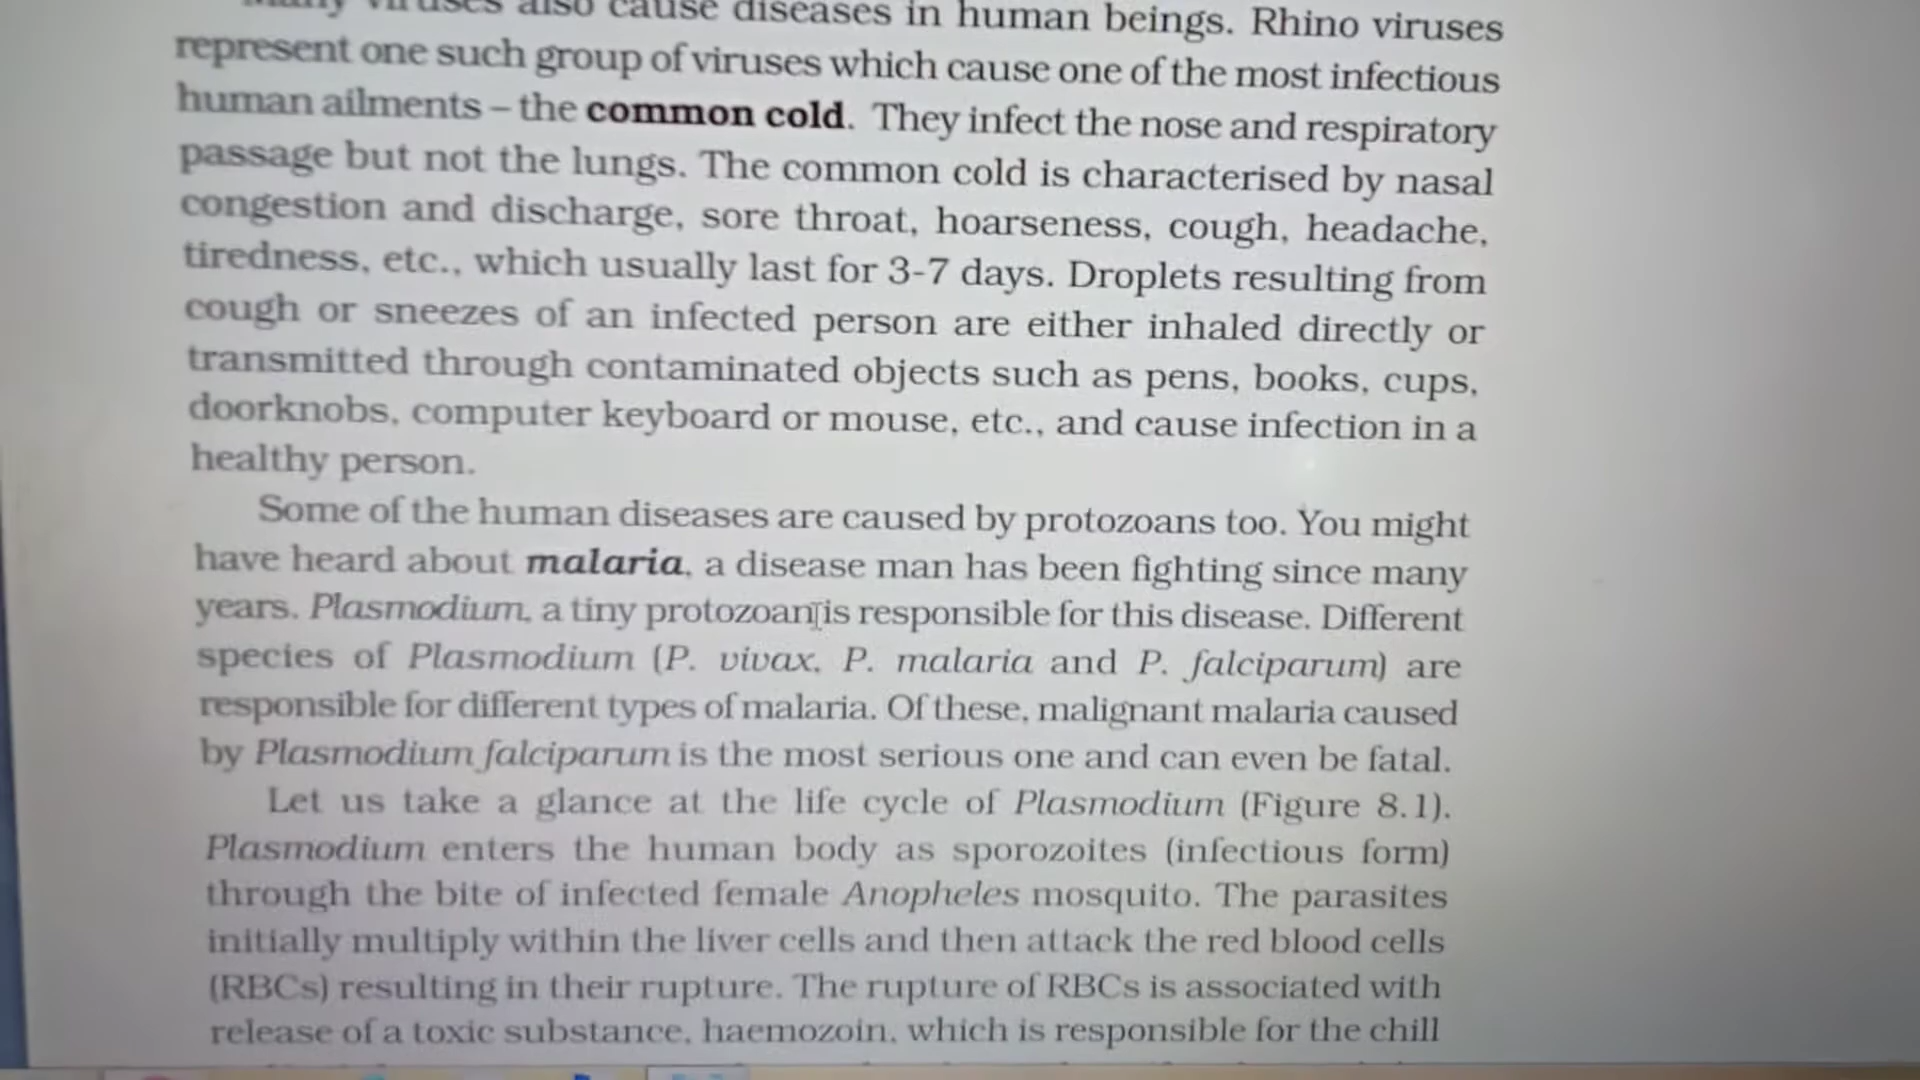 Many viruses also cause diseases in human beings. Rhino viruses
represent one such group of viruses which cause one of the most infectious
human ailments – the common cold. They infect the nose and respiratory
passage but not the lungs. The common cold is characterised by nasal
congestion and discharge, sore throat, hoarseness, cough, headache,
tiredness, etc., which usually last for 3-7 days. Droplets resulting from
cough or sneezes of an infected person are either inhaled directly or
transmitted through contaminated objects such as pens, books, cups,
doorknobs, computer keyboard or mouse, etc., and cause infection in a
healthy person.
Some of the human diseases are caused by protozoans too. You might
have heard about malaria, a disease man has been fighting since many
years. Plasmodium, a tiny protozoan is responsible for this disease. Different
species of Plasmodium (P. vivax, P. malaria and P. falciparum) are
responsible for different types of malaria. Of these, malignant malaria caused
by Plasmodium falciparum is the most serious one and can even be fatal.
Let us take a glance at the life cycle of Plasmodium (Figure 8.1).
Plasmodium enters the human body as sporozoites (infectious form)
through the bite of infected female Anopheles mosquito. The parasites
initially multiply within the liver cells and then attack the red blood cells
(RBCs) resulting in their rupture. The rupture of RBCs is associated with
release of a toxic substance, haemozoin, which is responsible for the chill